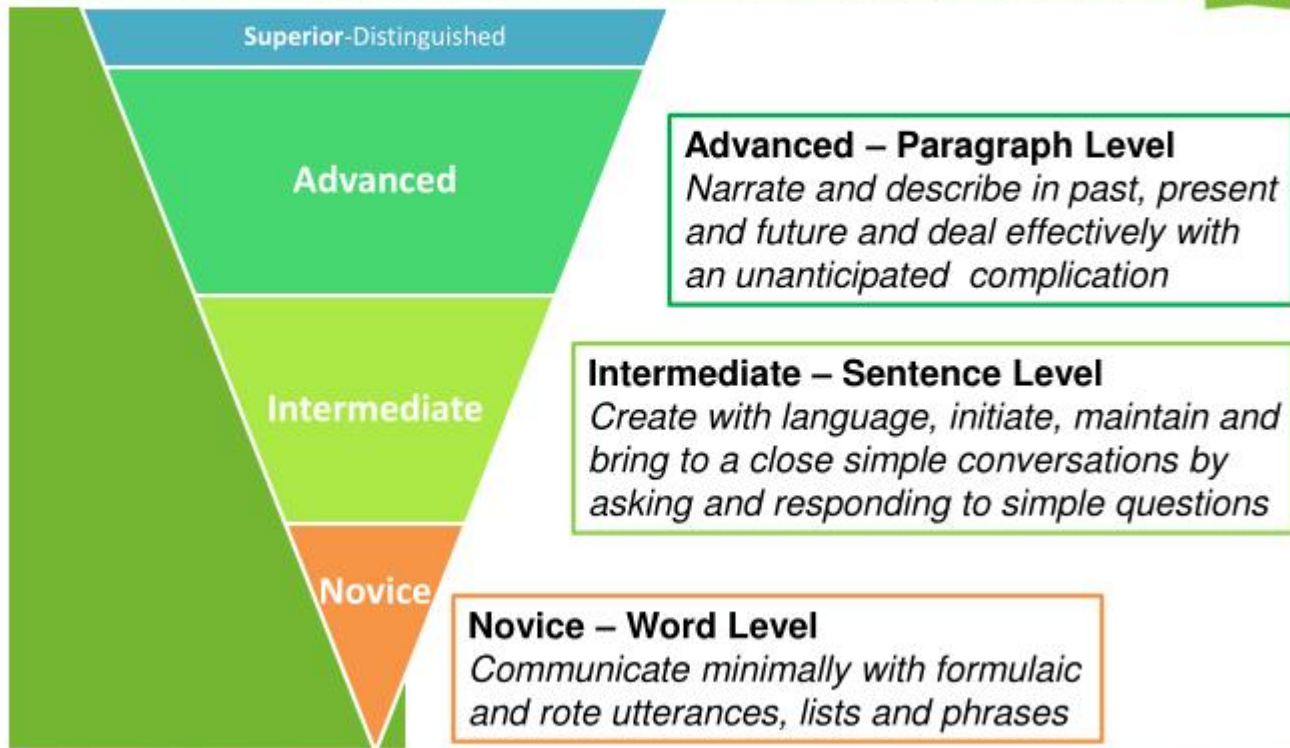 Superior-Distinguished
Advanced
Advanced – Paragraph Level
Narrate and describe in past, present
and future and deal effectively with
an unanticipated  complication
Intermediate
Intermediate – Sentence Level
Create with language, initiate, maintain and
bring to a close simple conversations by
asking and responding to simple questions
Novice
Novice – Word Level
Communicate minimally with formulaic
and rote utterances, lists and phrases